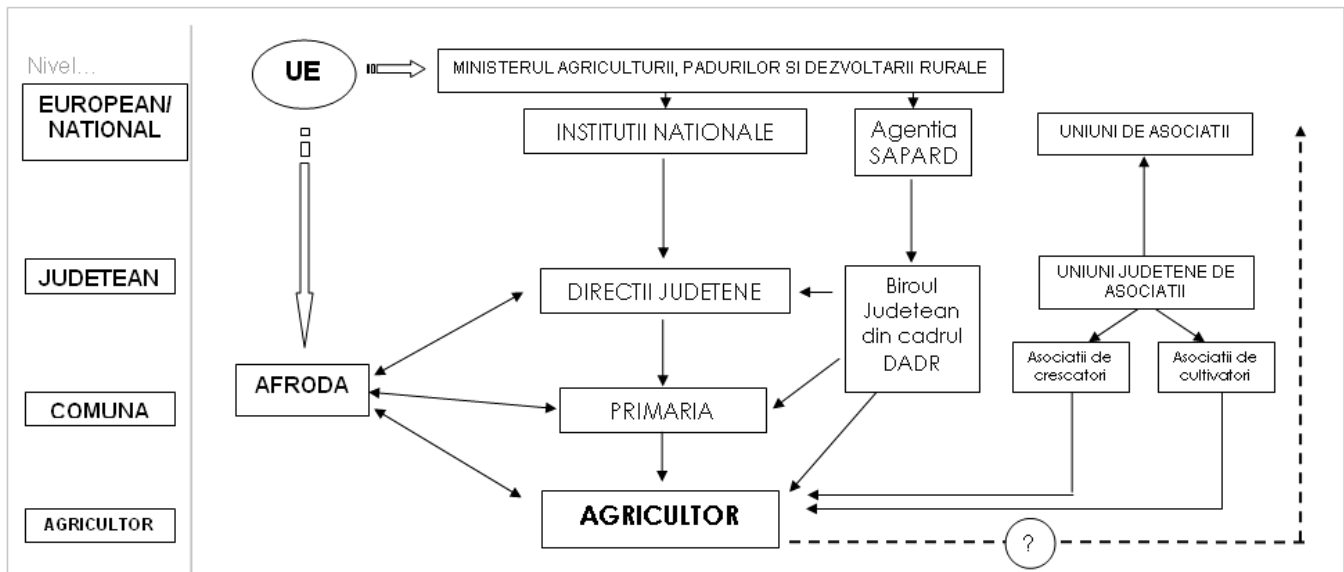 Nivel...
EUROPEAN/
NATIONAL
JUDETEAN
COMUNA
AGRICULTOR
UE
MINISTERUL AGRICULTURII, PADURILOR SI DEZVOLTARII RURALE
INSTITUTII NATIONALE
Agentia
SAPARD
UNIUNI DE ASOCIATII
DIRECTII JUDETENE
Biroul
Judetean
din cadrul
DADR
UNIUNI JUDETENE DE
ASOCIATII
Asociatii de
crescatori
Asociatii de
cultivatori
AFRODA
PRIMARIA
AGRICULTOR
?